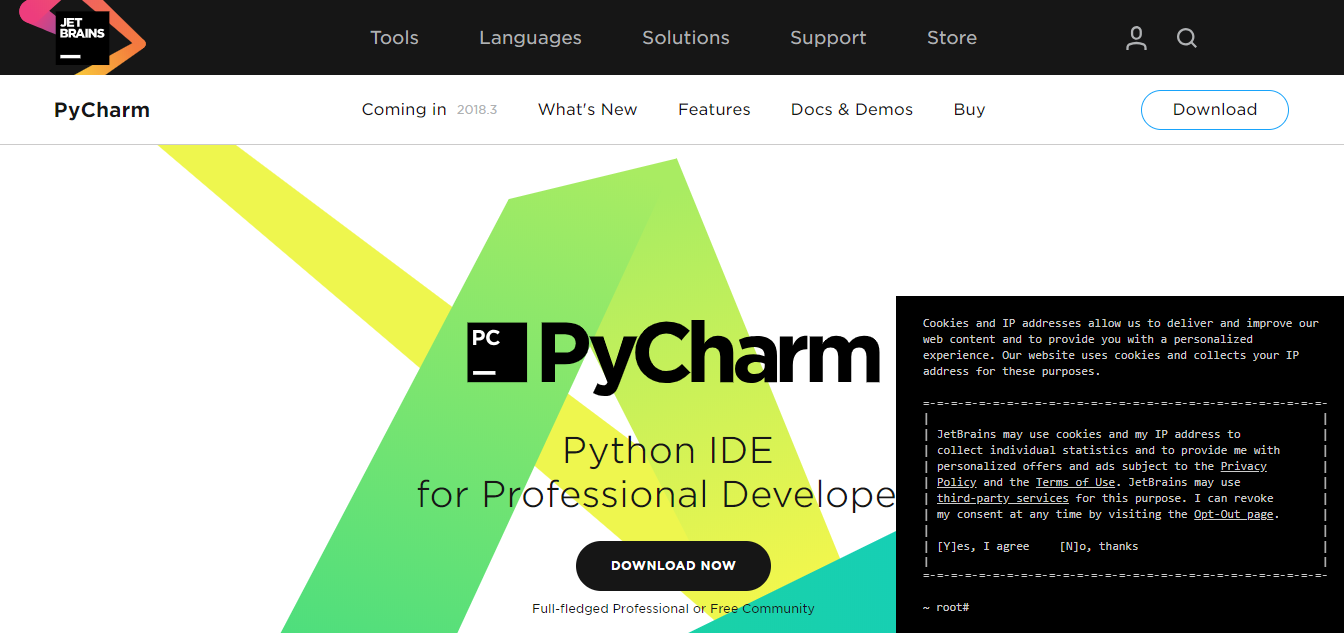 JET
BRAINS
Tools Languages Solutions Support Store
PyCharm Coming in 2018.3 What's New Features Docs & Demos Buy Download
PC
PyCharm
Python IDE
for Professional Develope
DOWNLOAD NOW
Full-fledged Professional or Free Community
Cookies and IP addresses allow us to deliver and improve our
web content and to provide you with a personalized
experience. Our website uses cookies and collects your IP
address for these purposes.
JetBrains may use cookies and my IP address to
collect individual statistics and to provide me with
personalized offers and ads subject to the Privacy
Policy and the Terms of Use. JetBrains may use
third-party services for this purpose. I can revoke
my consent at any time by visiting the Opt-Out page.
[Y]es, I agree [N]o, thanks
~ root#